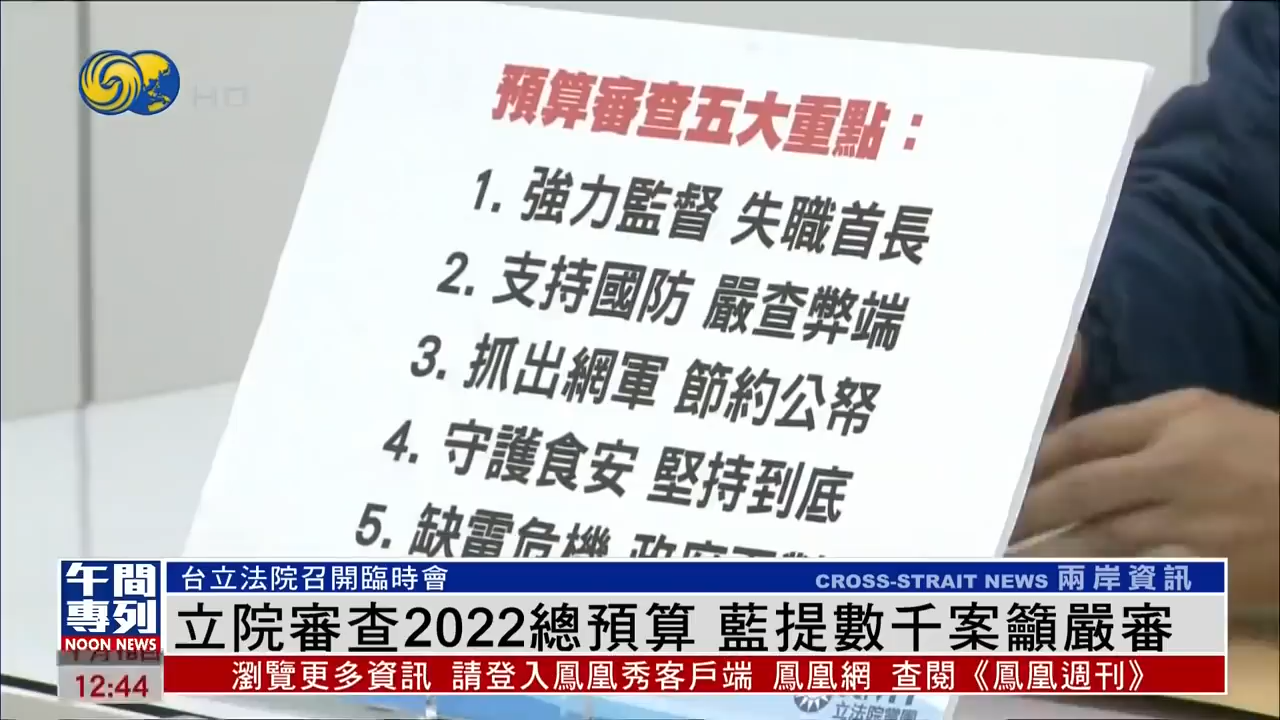 HD
預算審查五大重點：
1. 強力監督 失職首長
2. 支持國防 嚴查弊端
3. 抓出網軍 節約公帑
4. 守護食安 堅持到底
5. 缺電危機
午間專列
NOON NEWS
台立法院召開臨時會
CROSS-STRAIT NEWS 兩岸資訊
立院審查2022總預算 藍提數千案籲嚴審
12:44
瀏覽更多資訊 請登入鳳凰秀客戶端 鳳凰網 查閱《鳳凰週刊》
立法院黨團